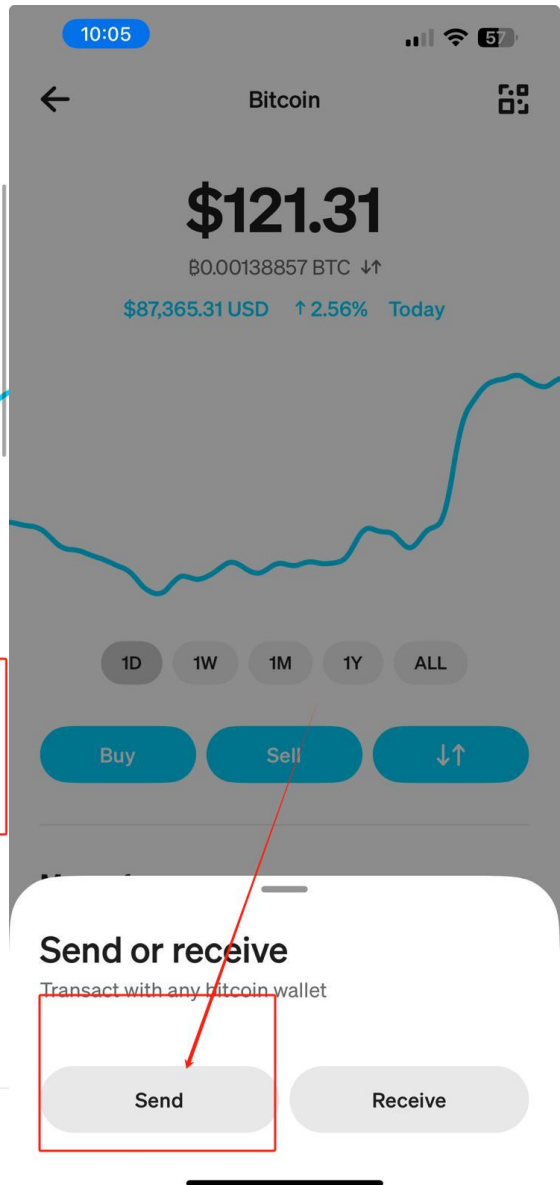 10:05
57
Bitcoin
$121.31
₿0.00138857 BTC ↓↑
$87,365.31 USD ↑ 2.56% Today
1D 1W 1M 1Y ALL
Buy Sell ↓↑
Send or receive
Transact with any bitcoin wallet
Send Receive